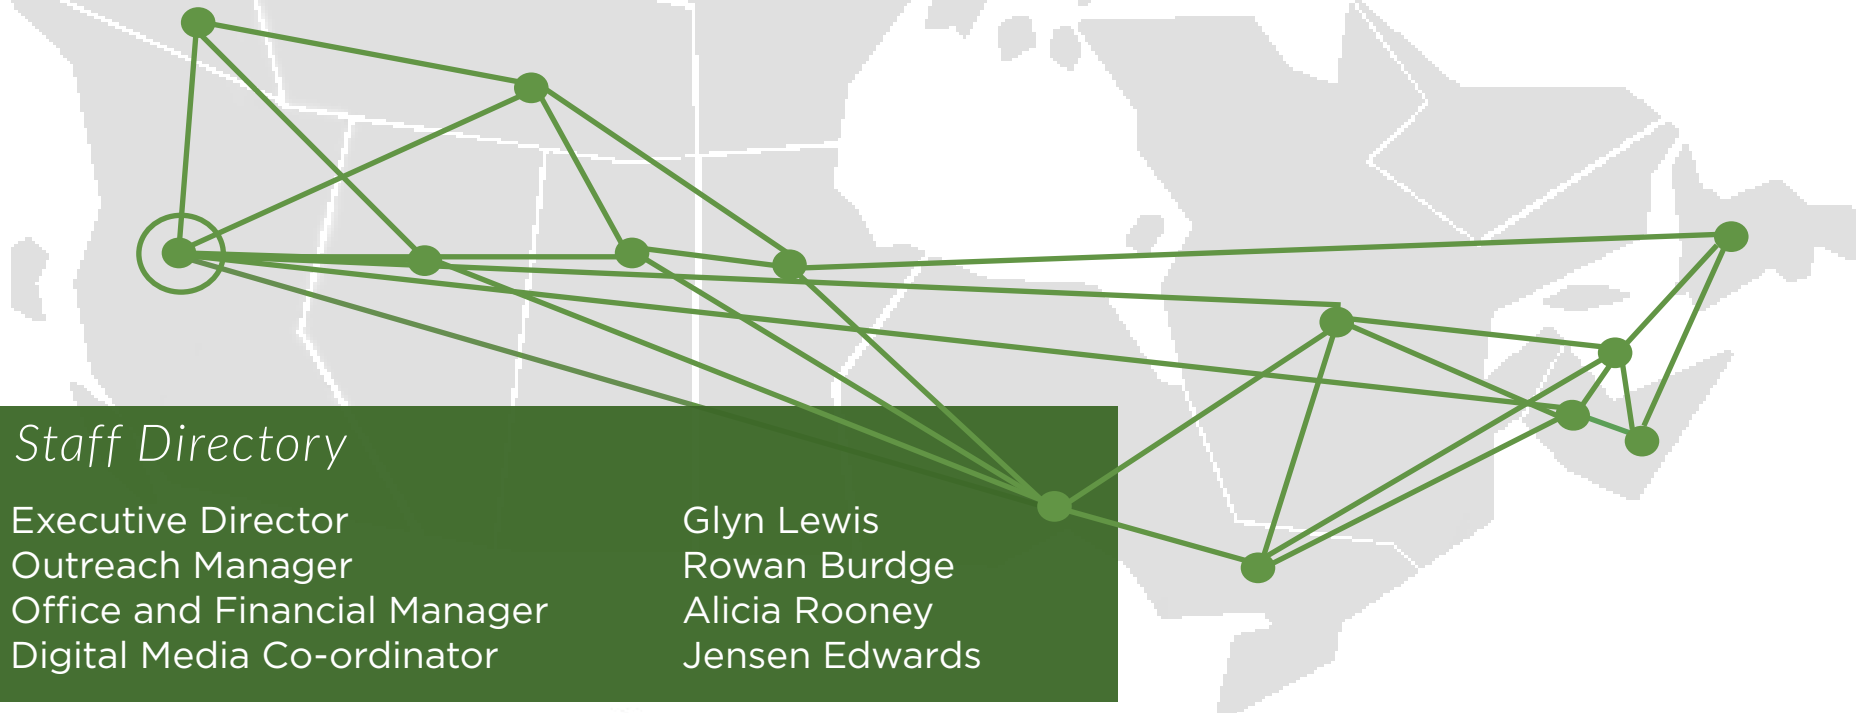 Staff Directory
Executive Director Glyn Lewis
Outreach Manager Rowan Burdge
Office and Financial Manager Alicia Rooney
Digital Media Co-ordinator Jensen Edwards